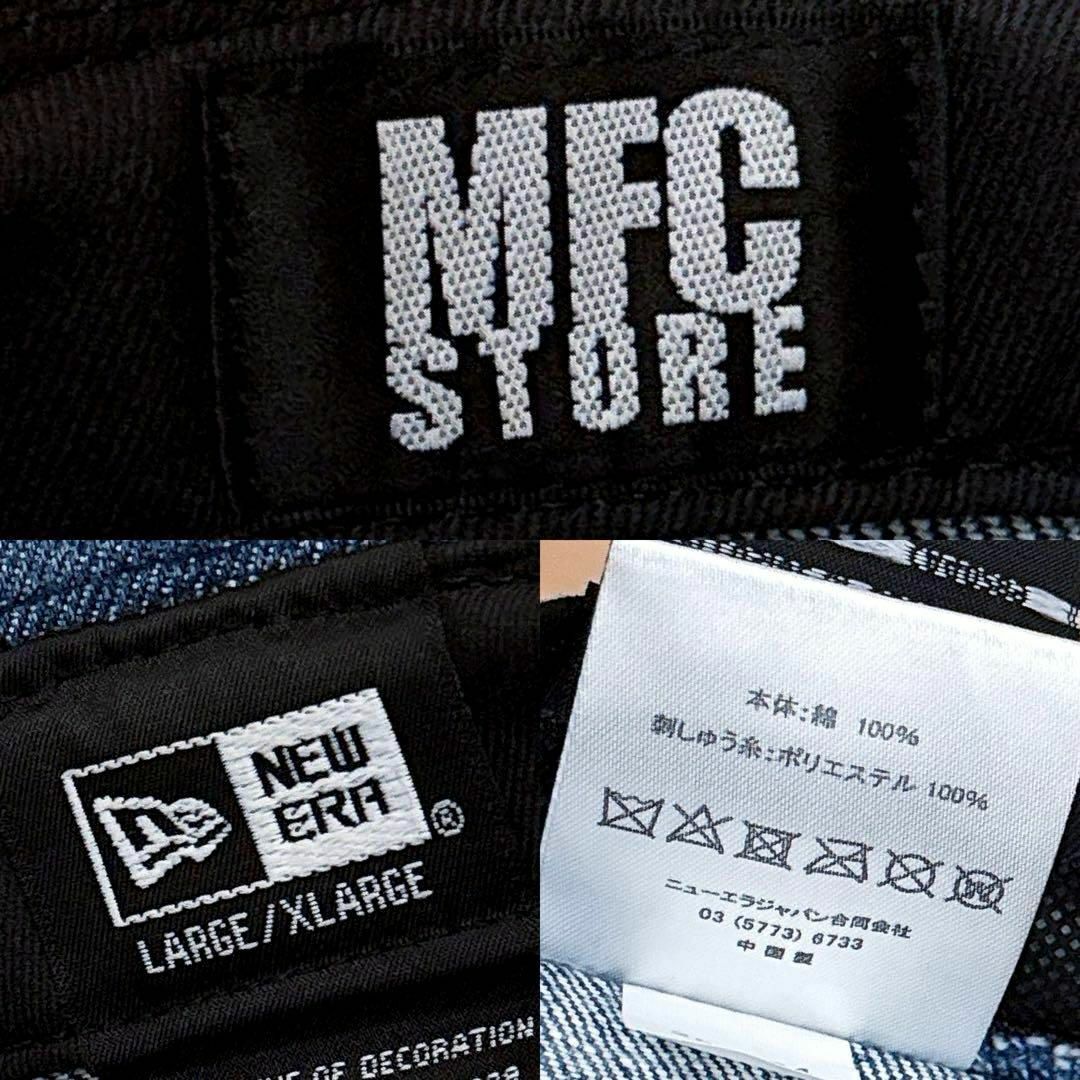 MFC
STORE
NEW
ERA
®
LARGE/XLARGE
OF DECORATION
本体:綿 100%
刺しゅう糸:ポリエステル 100%
W
ニューエラジャパン合同会社
03 (5773) 6733
中国製